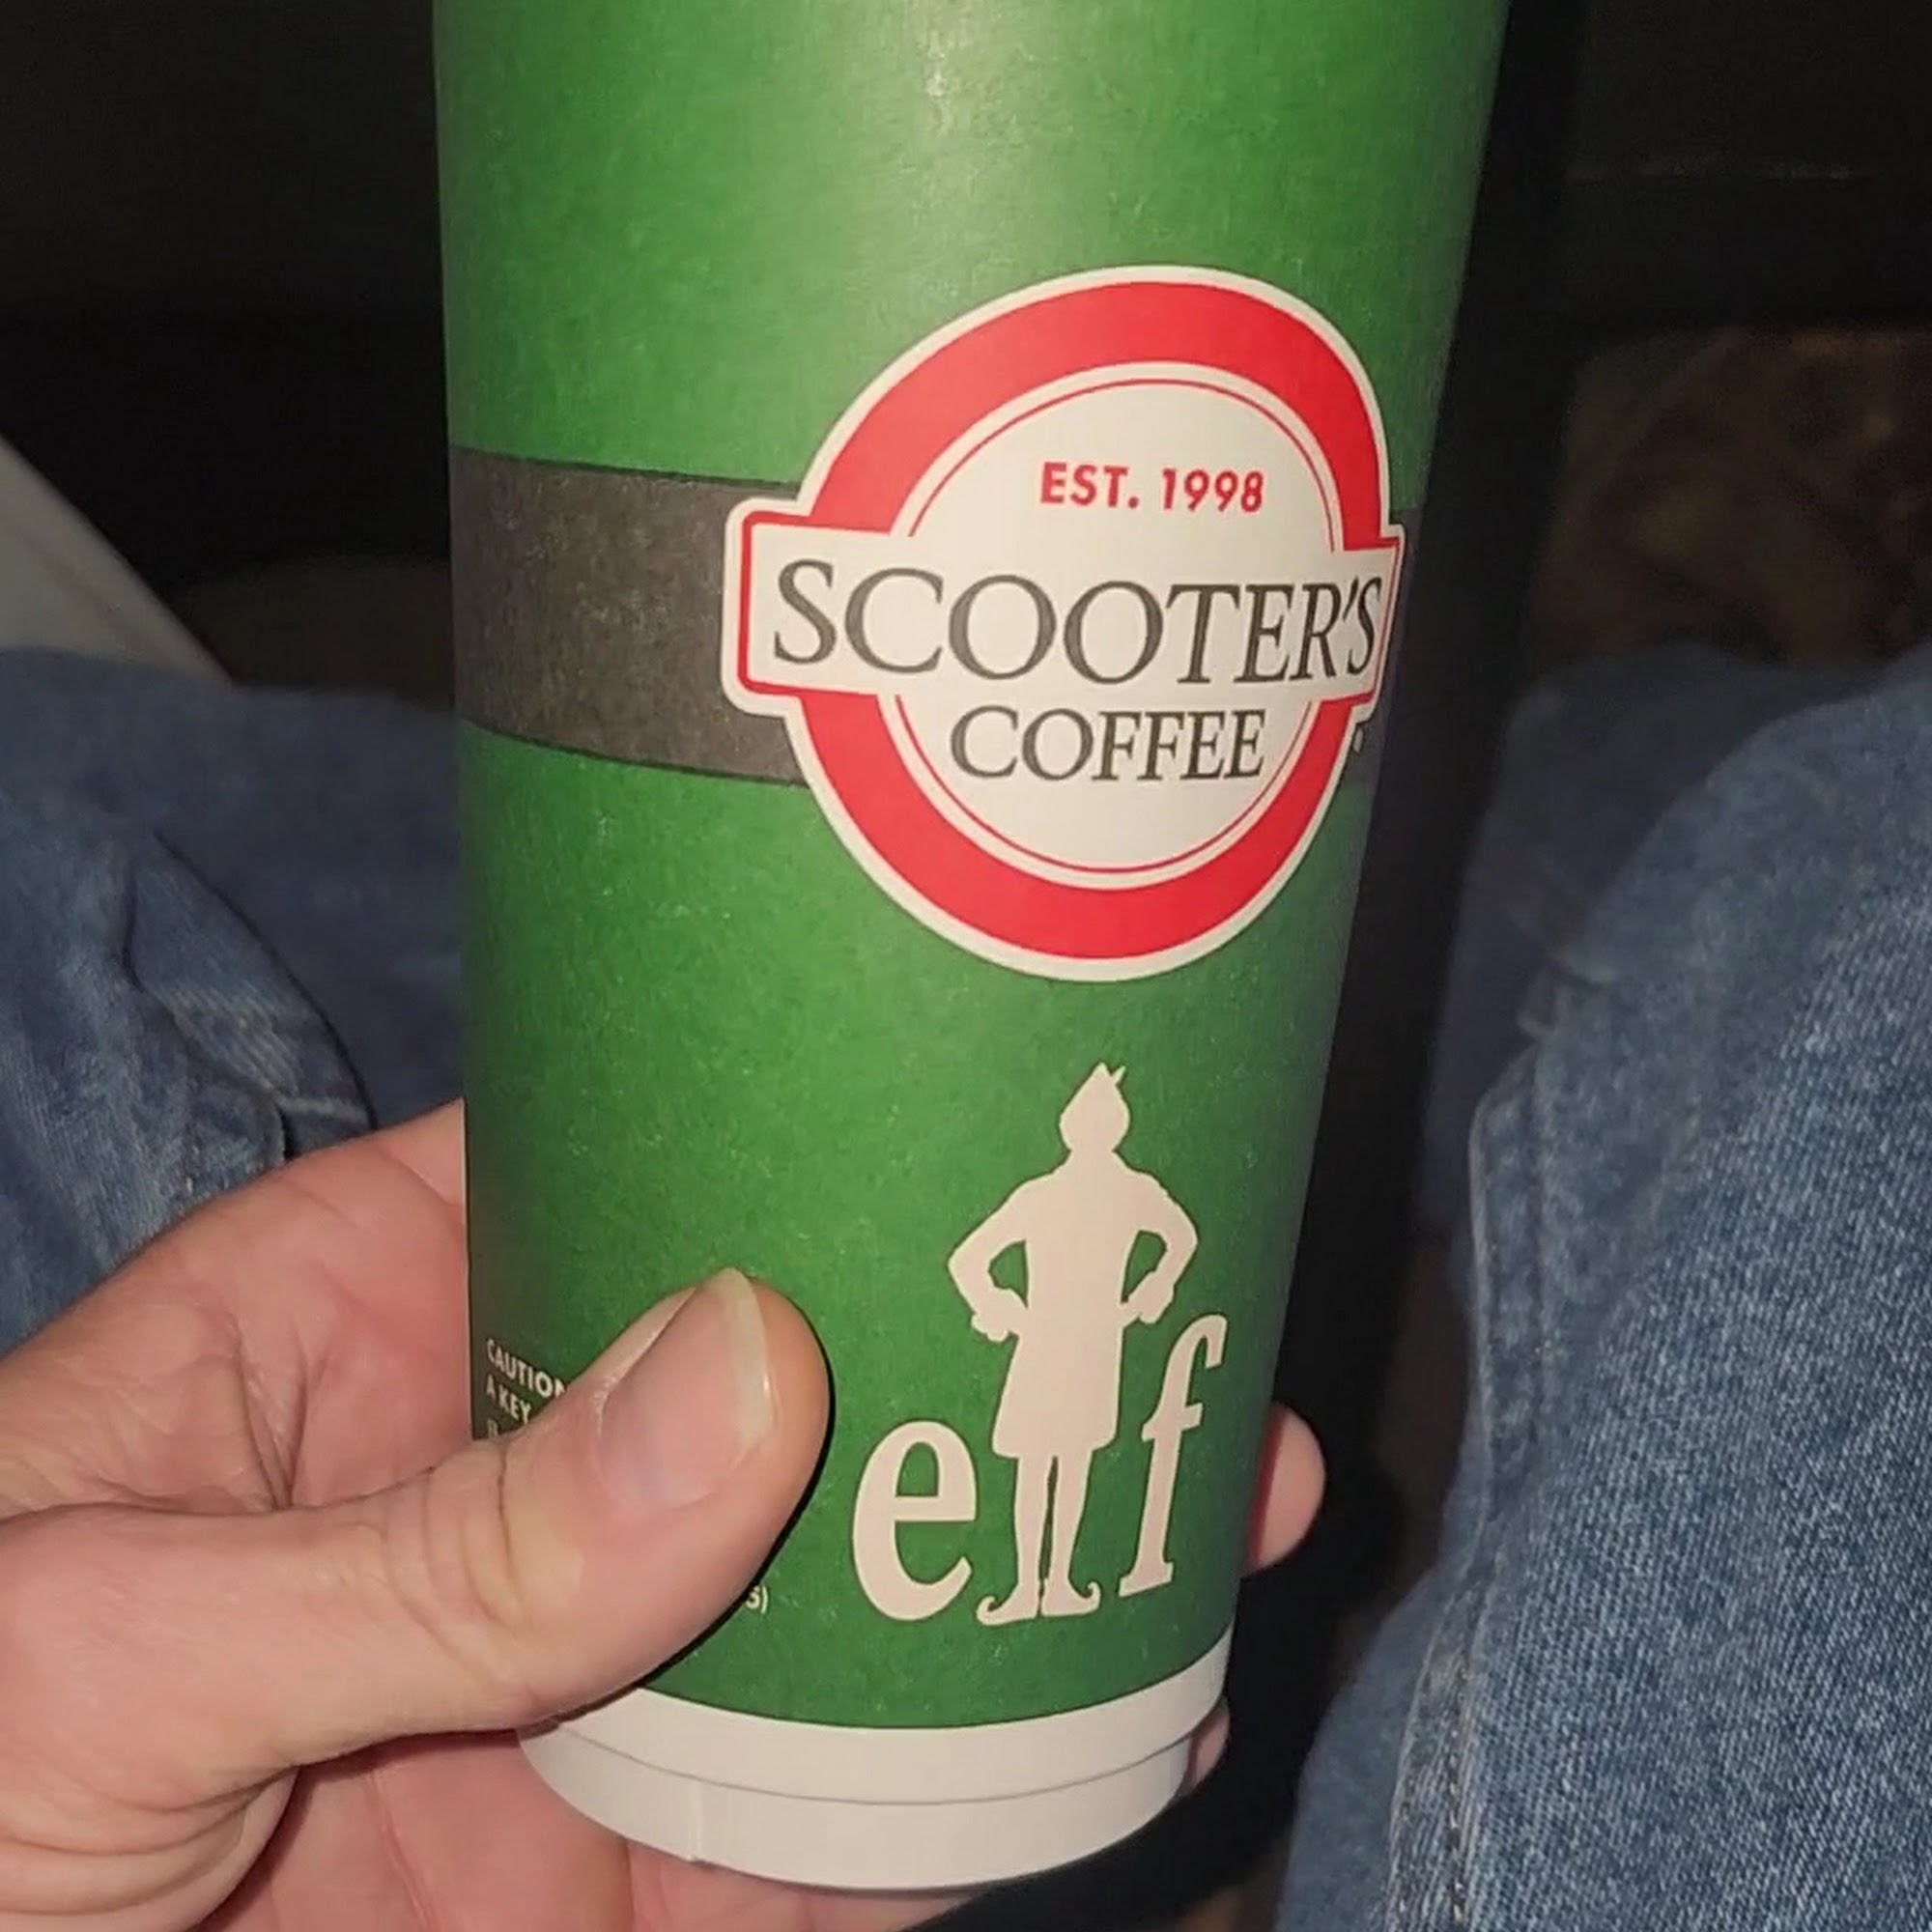 EST. 1998
SCOOTER'S
COFFEE
CAUTION
A KEY
elf
S)